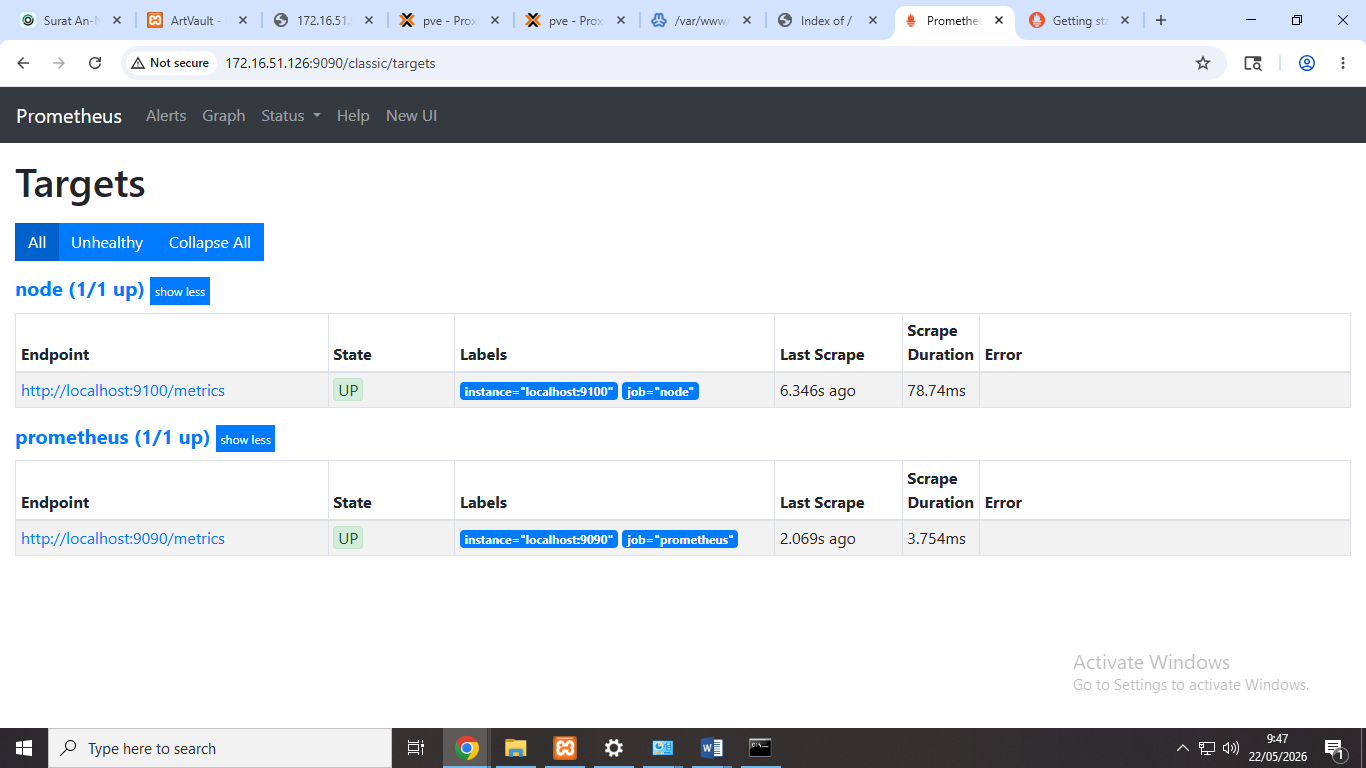 Surat An-N
ArtVault -
172.16.51.
pve - Prox
pve - Prox
/var/www/
Index of /
Prometheu
Getting sta
Not secure
172.16.51.126:9090/classic/targets
Prometheus Alerts Graph Status Help New UI
Targets
All Unhealthy Collapse All
node (1/1 up) show less
Endpoint State Labels Last Scrape Scrape Duration Error
http://localhost:9100/metrics UP instance="localhost:9100" job="node" 6.346s ago 78.74ms
prometheus (1/1 up) show less
Endpoint State Labels Last Scrape Scrape Duration Error
http://localhost:9090/metrics UP instance="localhost:9090" job="prometheus" 2.069s ago 3.754ms
Activate Windows
Go to Settings to activate Windows.
Type here to search
9:47
22/05/2026
1